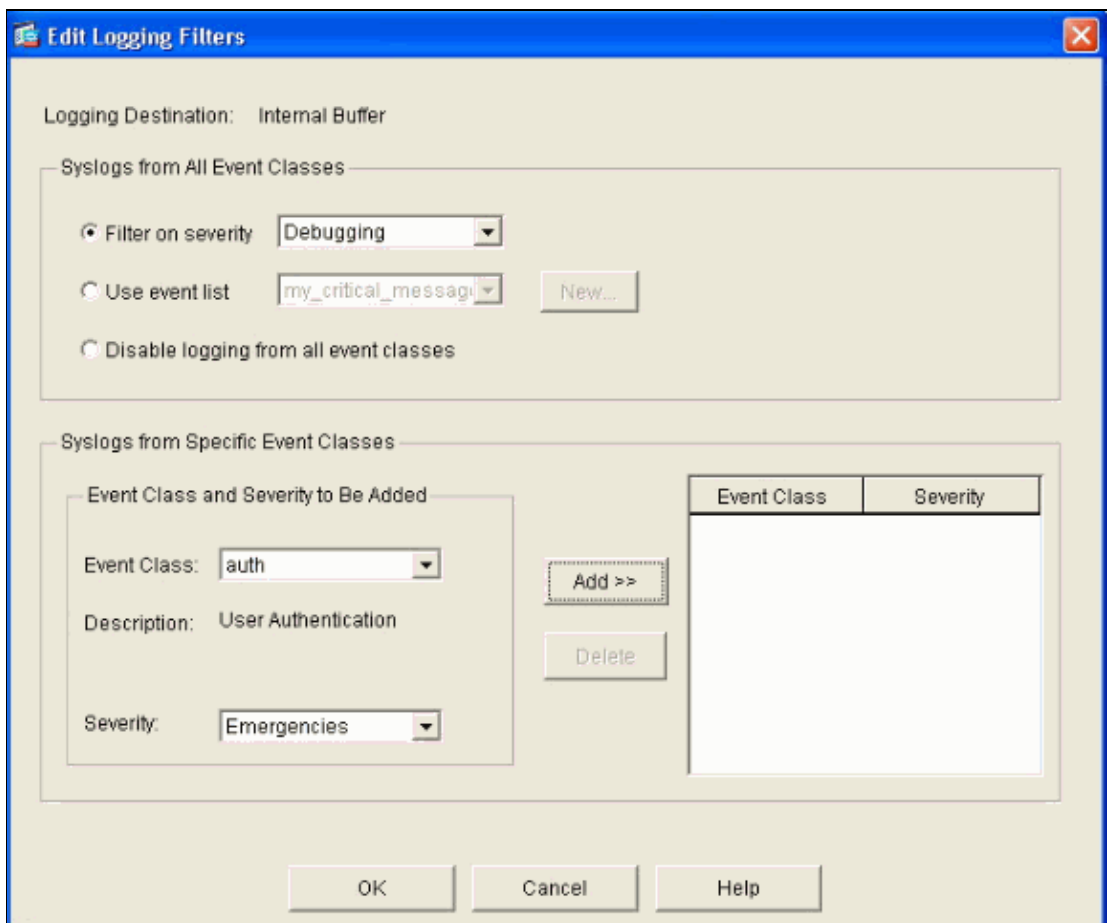 Edit Logging Filters
Logging Destination: Internal Buffer
Syslogs from All Event Classes
Filter on severity Debugging
Use event list my_critical_message New...
Disable logging from all event classes
Syslogs from Specific Event Classes
Event Class and Severity to Be Added
Event Class: auth
Description: User Authentication
Severity: Emergencies
Add >>
Delete
Event Class Severity
OK Cancel Help